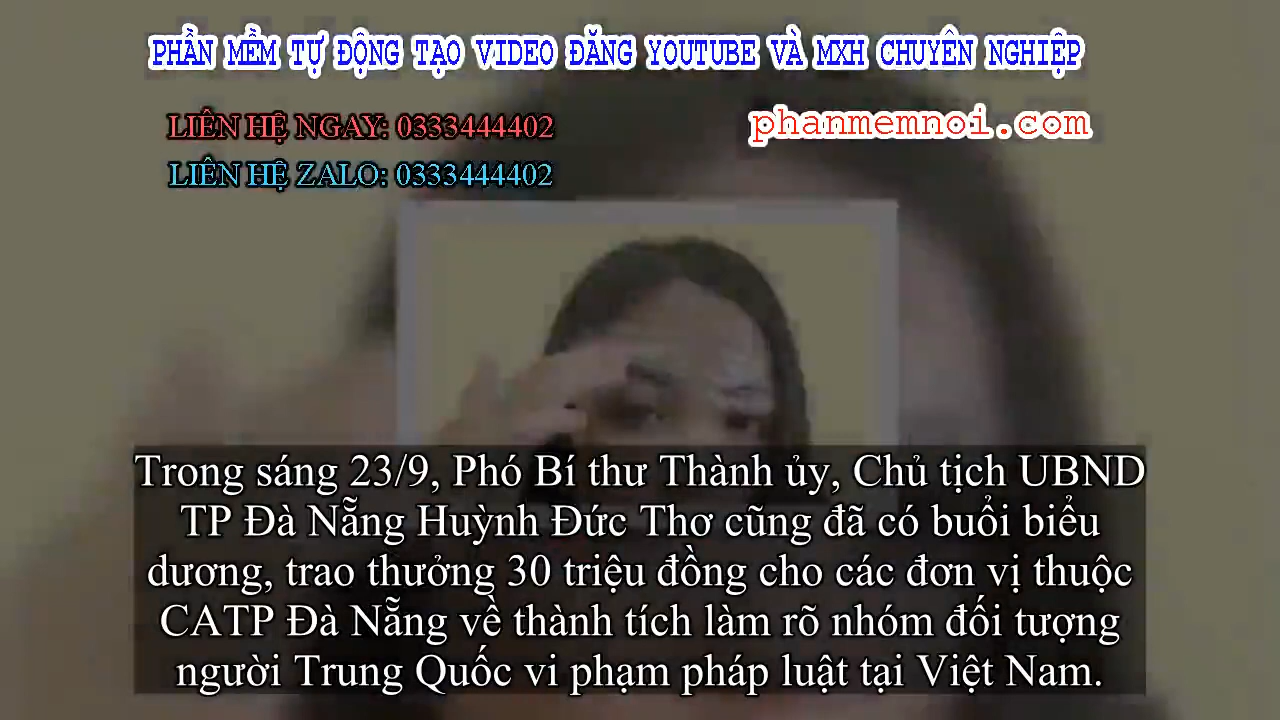 PHẦN MỀM TỰ ĐỘNG TẠO VIDEO ĐĂNG YOUTUBE VÀ MXH CHUYÊN NGHIỆP
LIÊN HỆ NGAY: 0333444402
phanmemnoi.com
LIÊN HỆ ZALO: 0333444402
Trong sáng 23/9, Phó Bí thư Thành ủy, Chủ tịch UBND
TP Đà Nẵng Huỳnh Đức Thơ cũng đã có buổi biểu
dương, trao thưởng 30 triệu đồng cho các đơn vị thuộc
CATP Đà Nẵng về thành tích làm rõ nhóm đối tượng
người Trung Quốc vi phạm pháp luật tại Việt Nam.